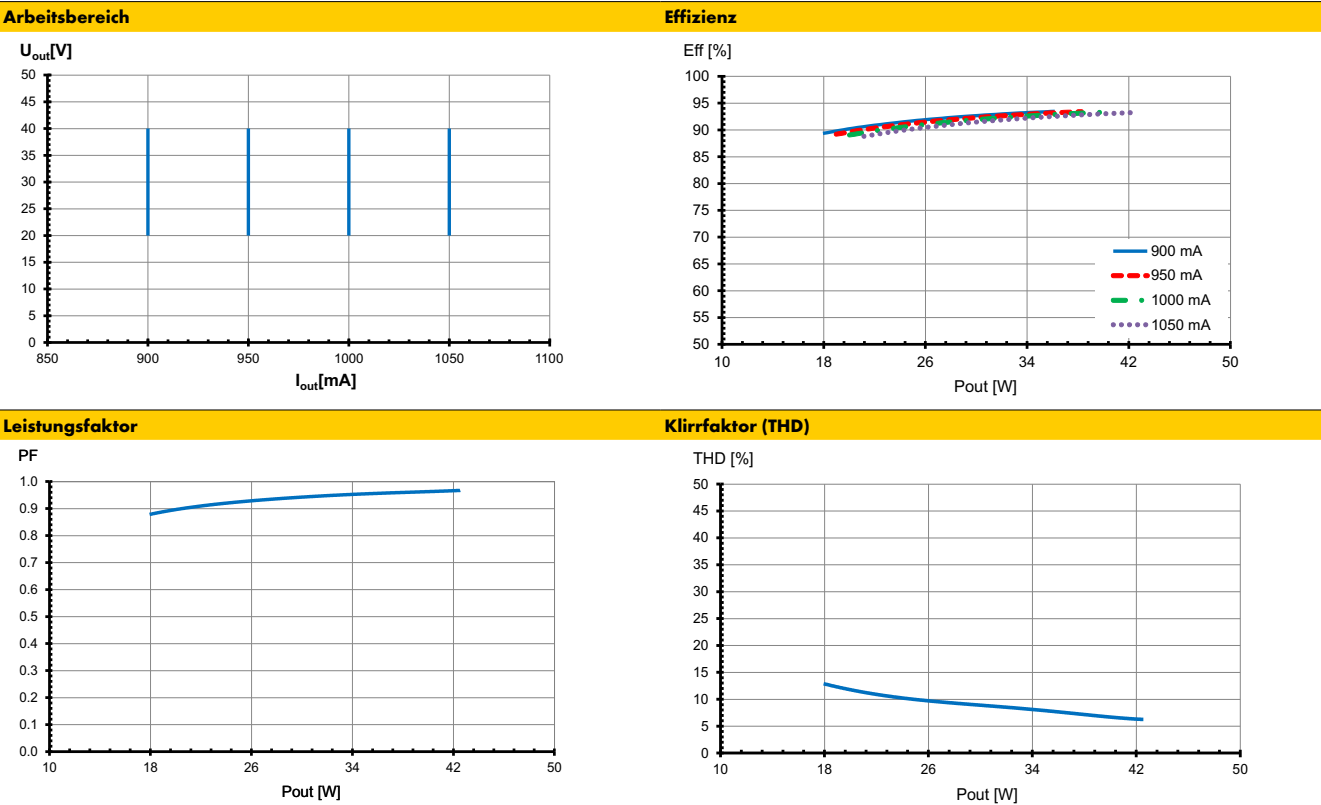 Arbeitsbereich
U_out[V]
50
45
40
35
30
25
20
15
10
5
0
850 900 950 1000 1050 1100
I_out[mA]
Effizienz
Eff [%]
100
95
90
85
80
75
70
65
60
55
50
900 mA
950 mA
1000 mA
1050 mA
10 18 26 34 42 50
Pout [W]
Leistungsfaktor
PF
1.0
0.9
0.8
0.7
0.6
0.5
0.4
0.3
0.2
0.1
0.0
10 18 26 34 42 50
Pout [W]
Klirrfaktor (THD)
THD [%]
50
45
40
35
30
25
20
15
10
5
0
10 18 26 34 42 50
Pout [W]